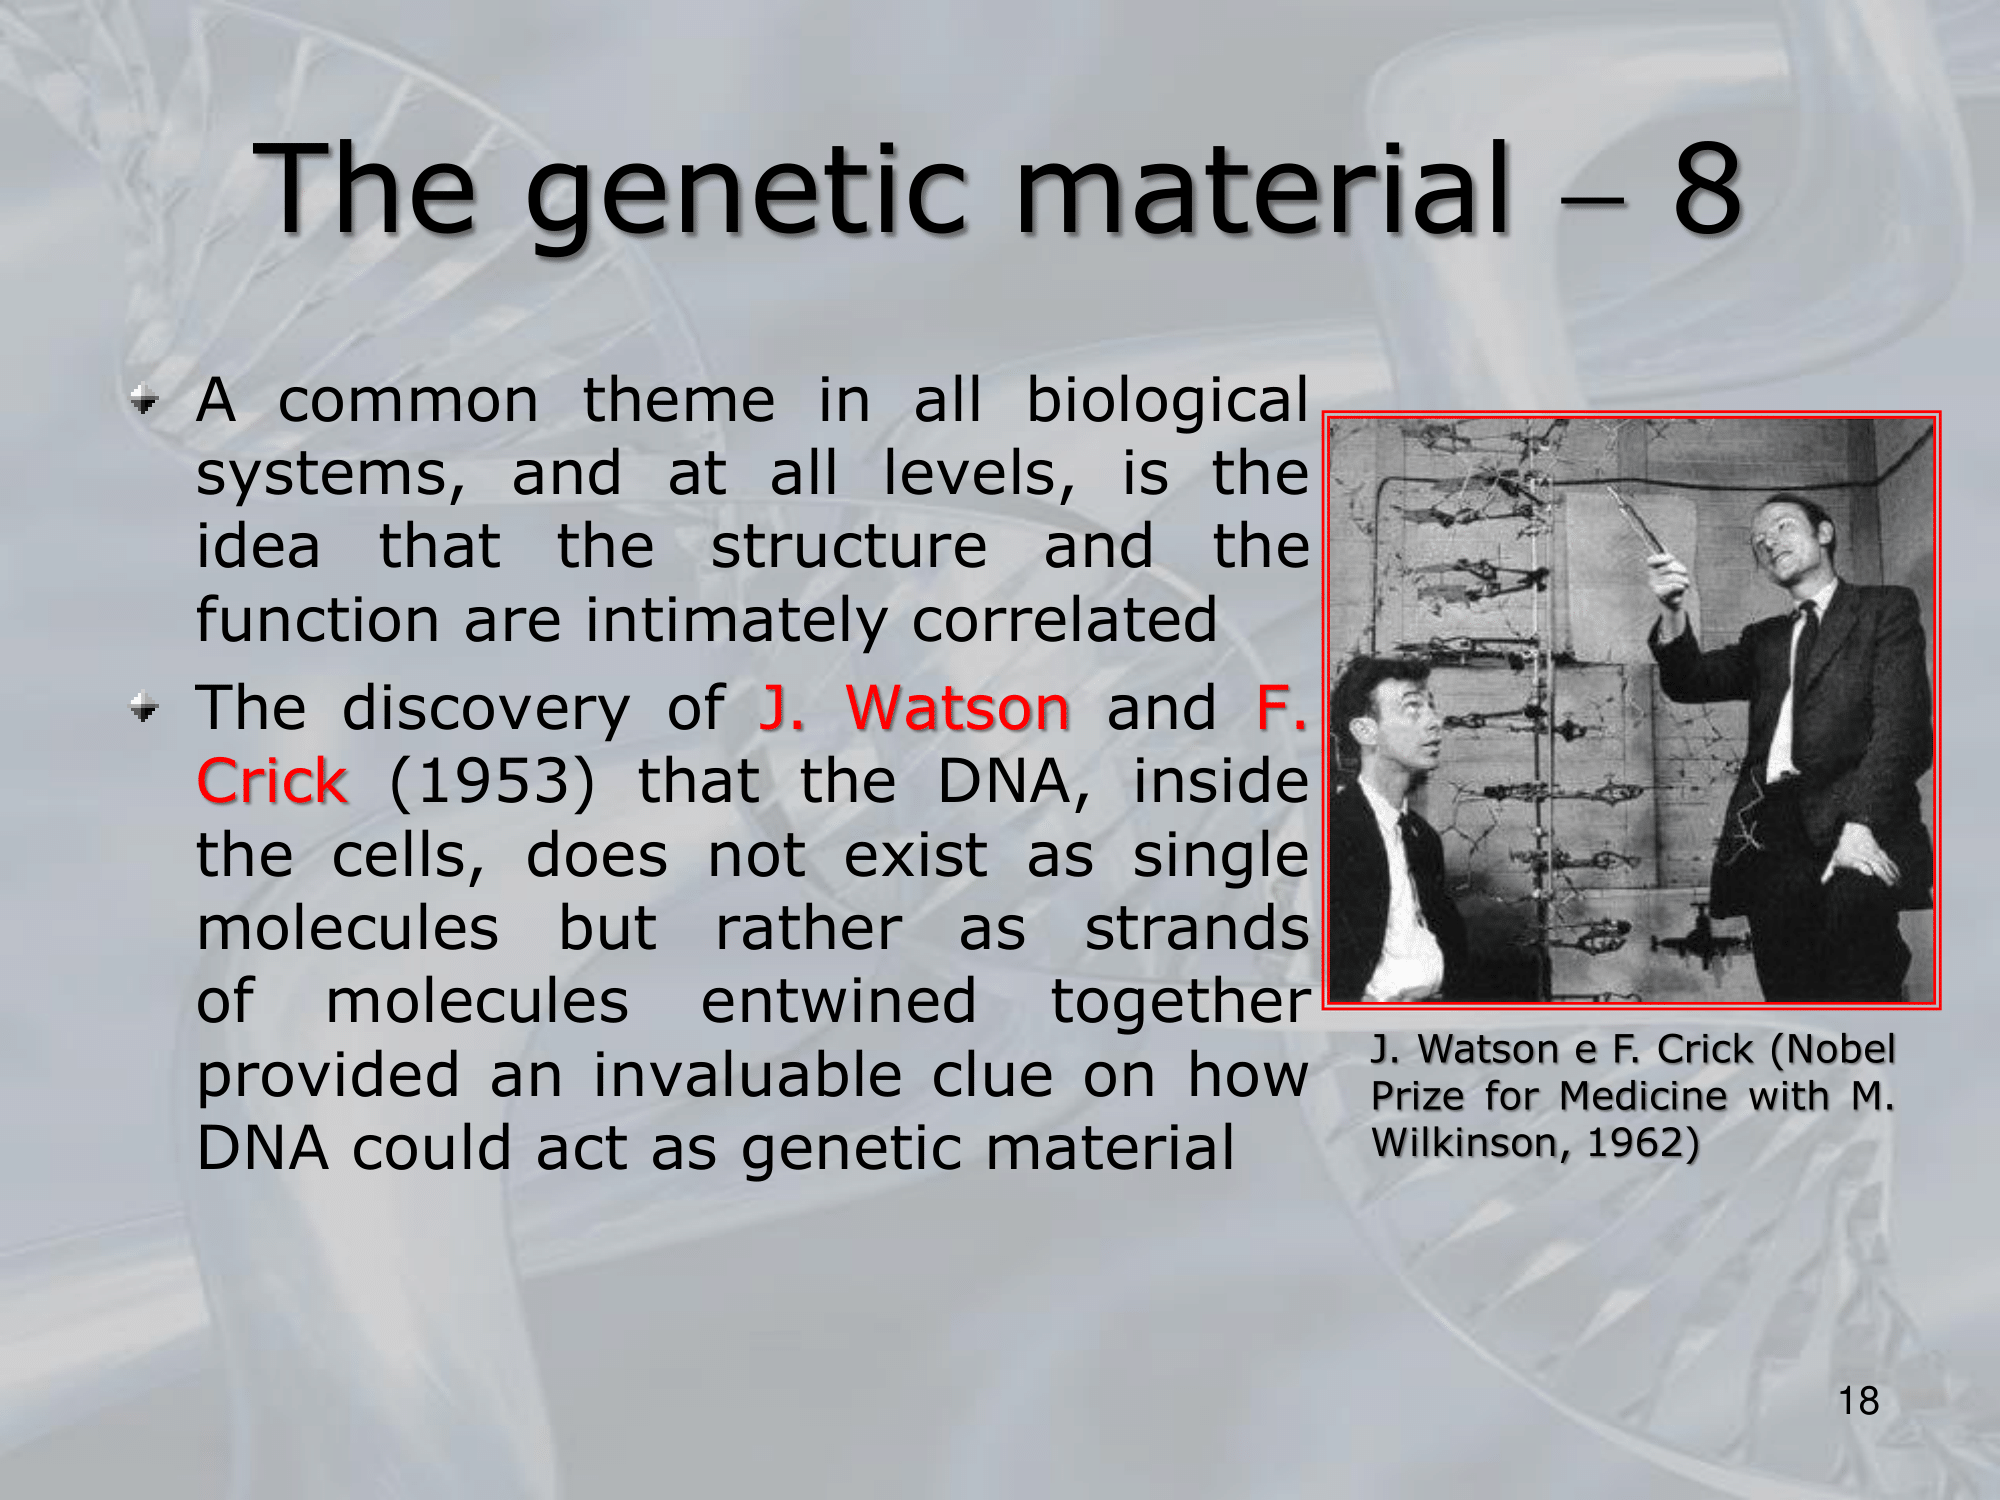 The genetic material – 8
A common theme in all biological
systems, and at all levels, is the
idea that the structure and the
function are intimately correlated
The discovery of J. Watson and F.
Crick (1953) that the DNA, inside
the cells, does not exist as single
molecules but rather as strands
of molecules entwined together
provided an invaluable clue on how
DNA could act as genetic material
J. Watson e F. Crick (Nobel
Prize for Medicine with M.
Wilkinson, 1962)
18